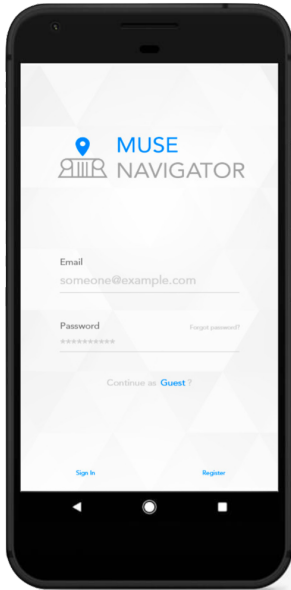 MUSE
NAVIGATOR
Email
someone@example.com
Password
Forgot password?
**********
Continue as Guest ?
Sign In
Register